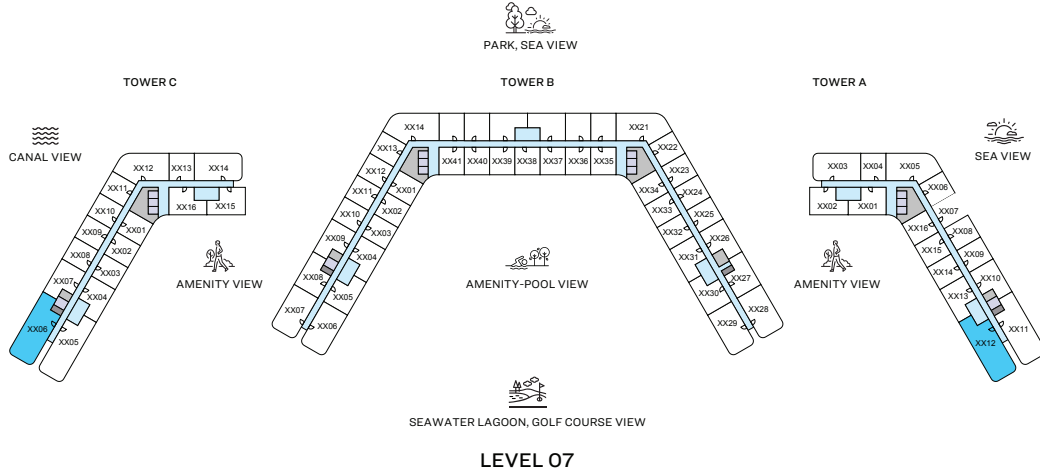 PARK, SEA VIEW
TOWER C
TOWER B
TOWER A
CANAL VIEW
SEA VIEW
XX12
XX13
XX14
XX11
XX10
XX09
XX08
XX07
XX06
XX16
XX15
XX01
XX02
XX03
XX04
XX05
AMENITY VIEW
XX14
XX13
XX12
XX11
XX10
XX09
XX08
XX07
XX01
XX02
XX03
XX04
XX05
XX06
XX41
XX40
XX39
XX38
XX37
XX36
XX35
XX21
XX22
XX23
XX24
XX25
XX26
XX27
XX28
XX34
XX33
XX32
XX31
XX30
XX29
AMENITY-POOL VIEW
XX03
XX04
XX05
XX06
XX02
XX01
XX07
XX08
XX09
XX10
XX11
XX16
XX15
XX14
XX13
XX12
AMENITY VIEW
SEAWATER LAGOON, GOLF COURSE VIEW
LEVEL 07